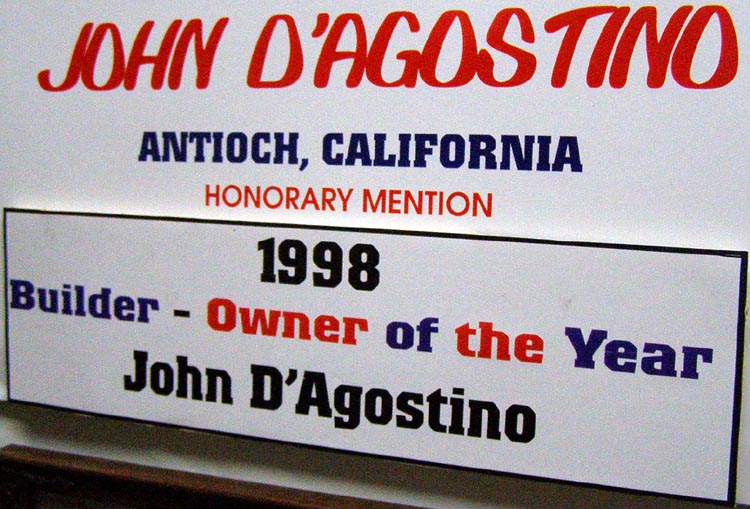 JOHN D'AGOSTINO
ANTIOCH, CALIFORNIA
HONORARY MENTION
1998
Builder - Owner of the Year
John D'Agostino